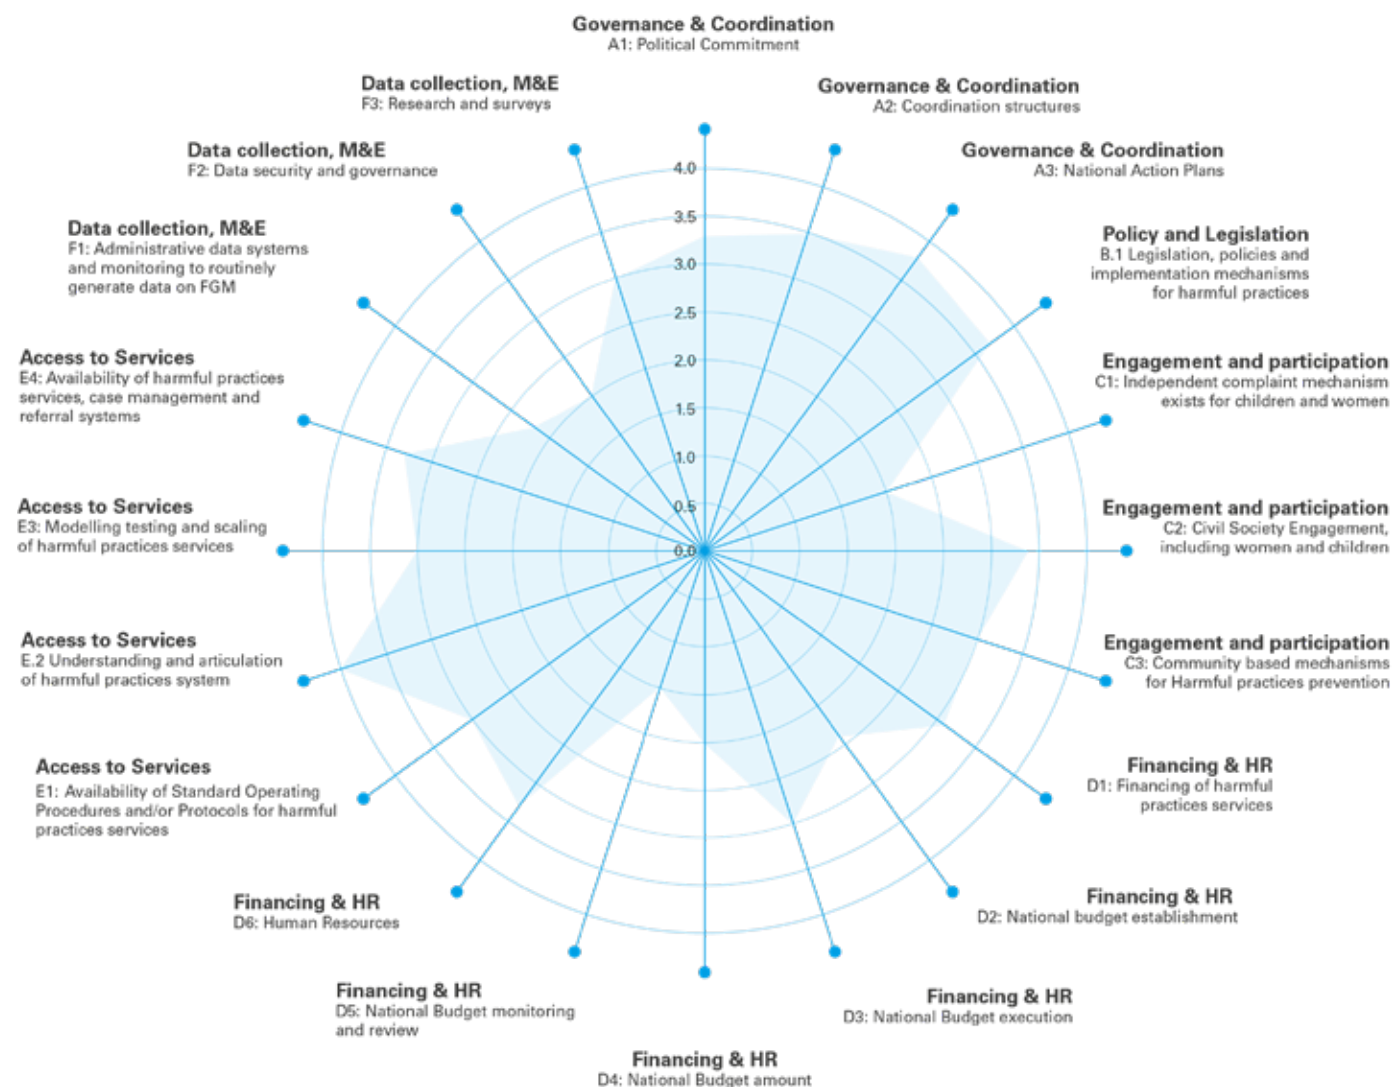 Governance & Coordination
A1: Political Commitment
Governance & Coordination
A2: Coordination structures
Governance & Coordination
A3: National Action Plans
Policy and Legislation
B.1 Legislation, policies and
implementation mechanisms
for harmful practices
Engagement and participation
C1: Independent complaint mechanism
exists for children and women
Engagement and participation
C2: Civil Society Engagement,
including women and children
Engagement and participation
C3: Community based mechanisms
for Harmful practices prevention
Financing & HR
D1: Financing of harmful
practices services
Financing & HR
D2: National budget establishment
Financing & HR
D3: National Budget execution
Financing & HR
D4: National Budget amount
Financing & HR
D5: National Budget monitoring
and review
Financing & HR
D6: Human Resources
Access to Services
E1: Availability of Standard Operating
Procedures and/or Protocols for harmful
practices services
Access to Services
E.2 Understanding and articulation
of harmful practices system
Access to Services
E3: Modelling testing and scaling
of harmful practices services
Access to Services
E4: Availability of harmful practices
services, case management and
referral systems
Data collection, M&E
F1: Administrative data systems
and monitoring to routinely
generate data on FGM
Data collection, M&E
F2: Data security and governance
Data collection, M&E
F3: Research and surveys
4.0
3.5
3.0
2.5
2.0
1.5
1.0
0.5
0.0